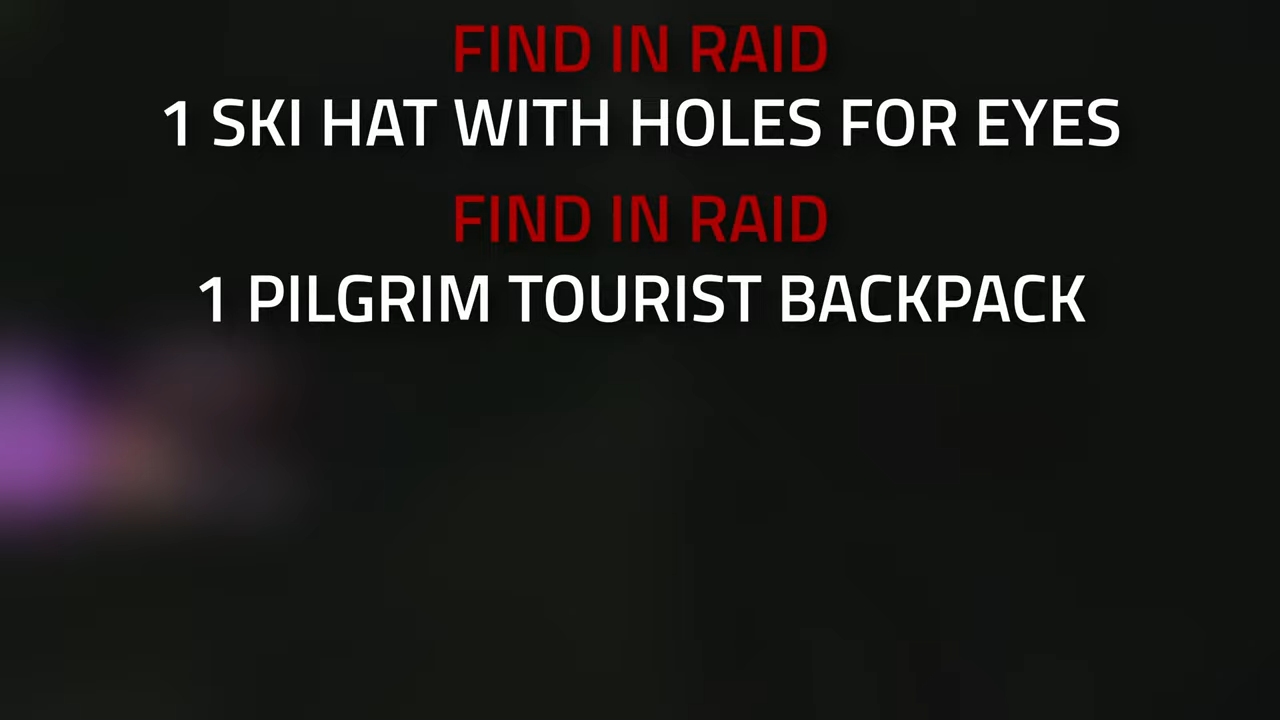 FIND IN RAID
1 SKI HAT WITH HOLES FOR EYES
FIND IN RAID
1 PILGRIM TOURIST BACKPACK